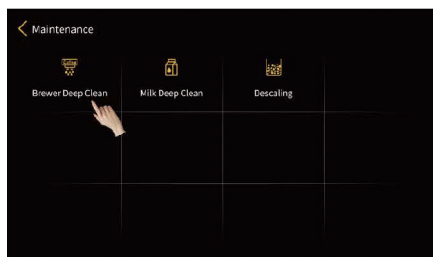 Maintenance
Brewer Deep Clean
Milk Deep Clean
Descaling